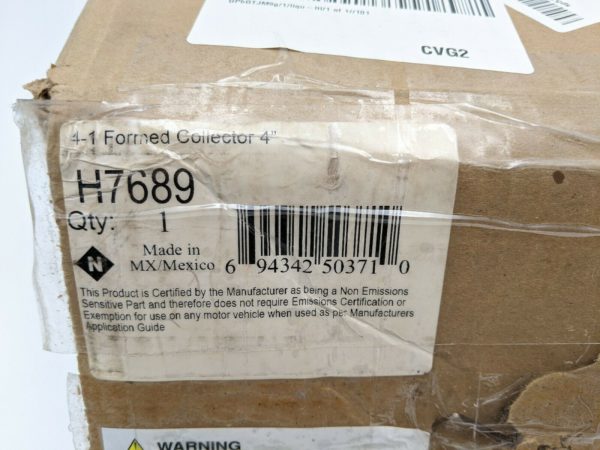 CVG2
4-1 Formed Collector 4"
H7689
Qty: 1
N
Made in
MX/Mexico
6 94342 50371 0
This Product is Certified by the Manufacturer as being a Non Emissions
Sensitive Part and therefore does not require Emissions Certification or
Exemption for use on any motor vehicle when used as per Manufacturers
Application Guide
WARNING